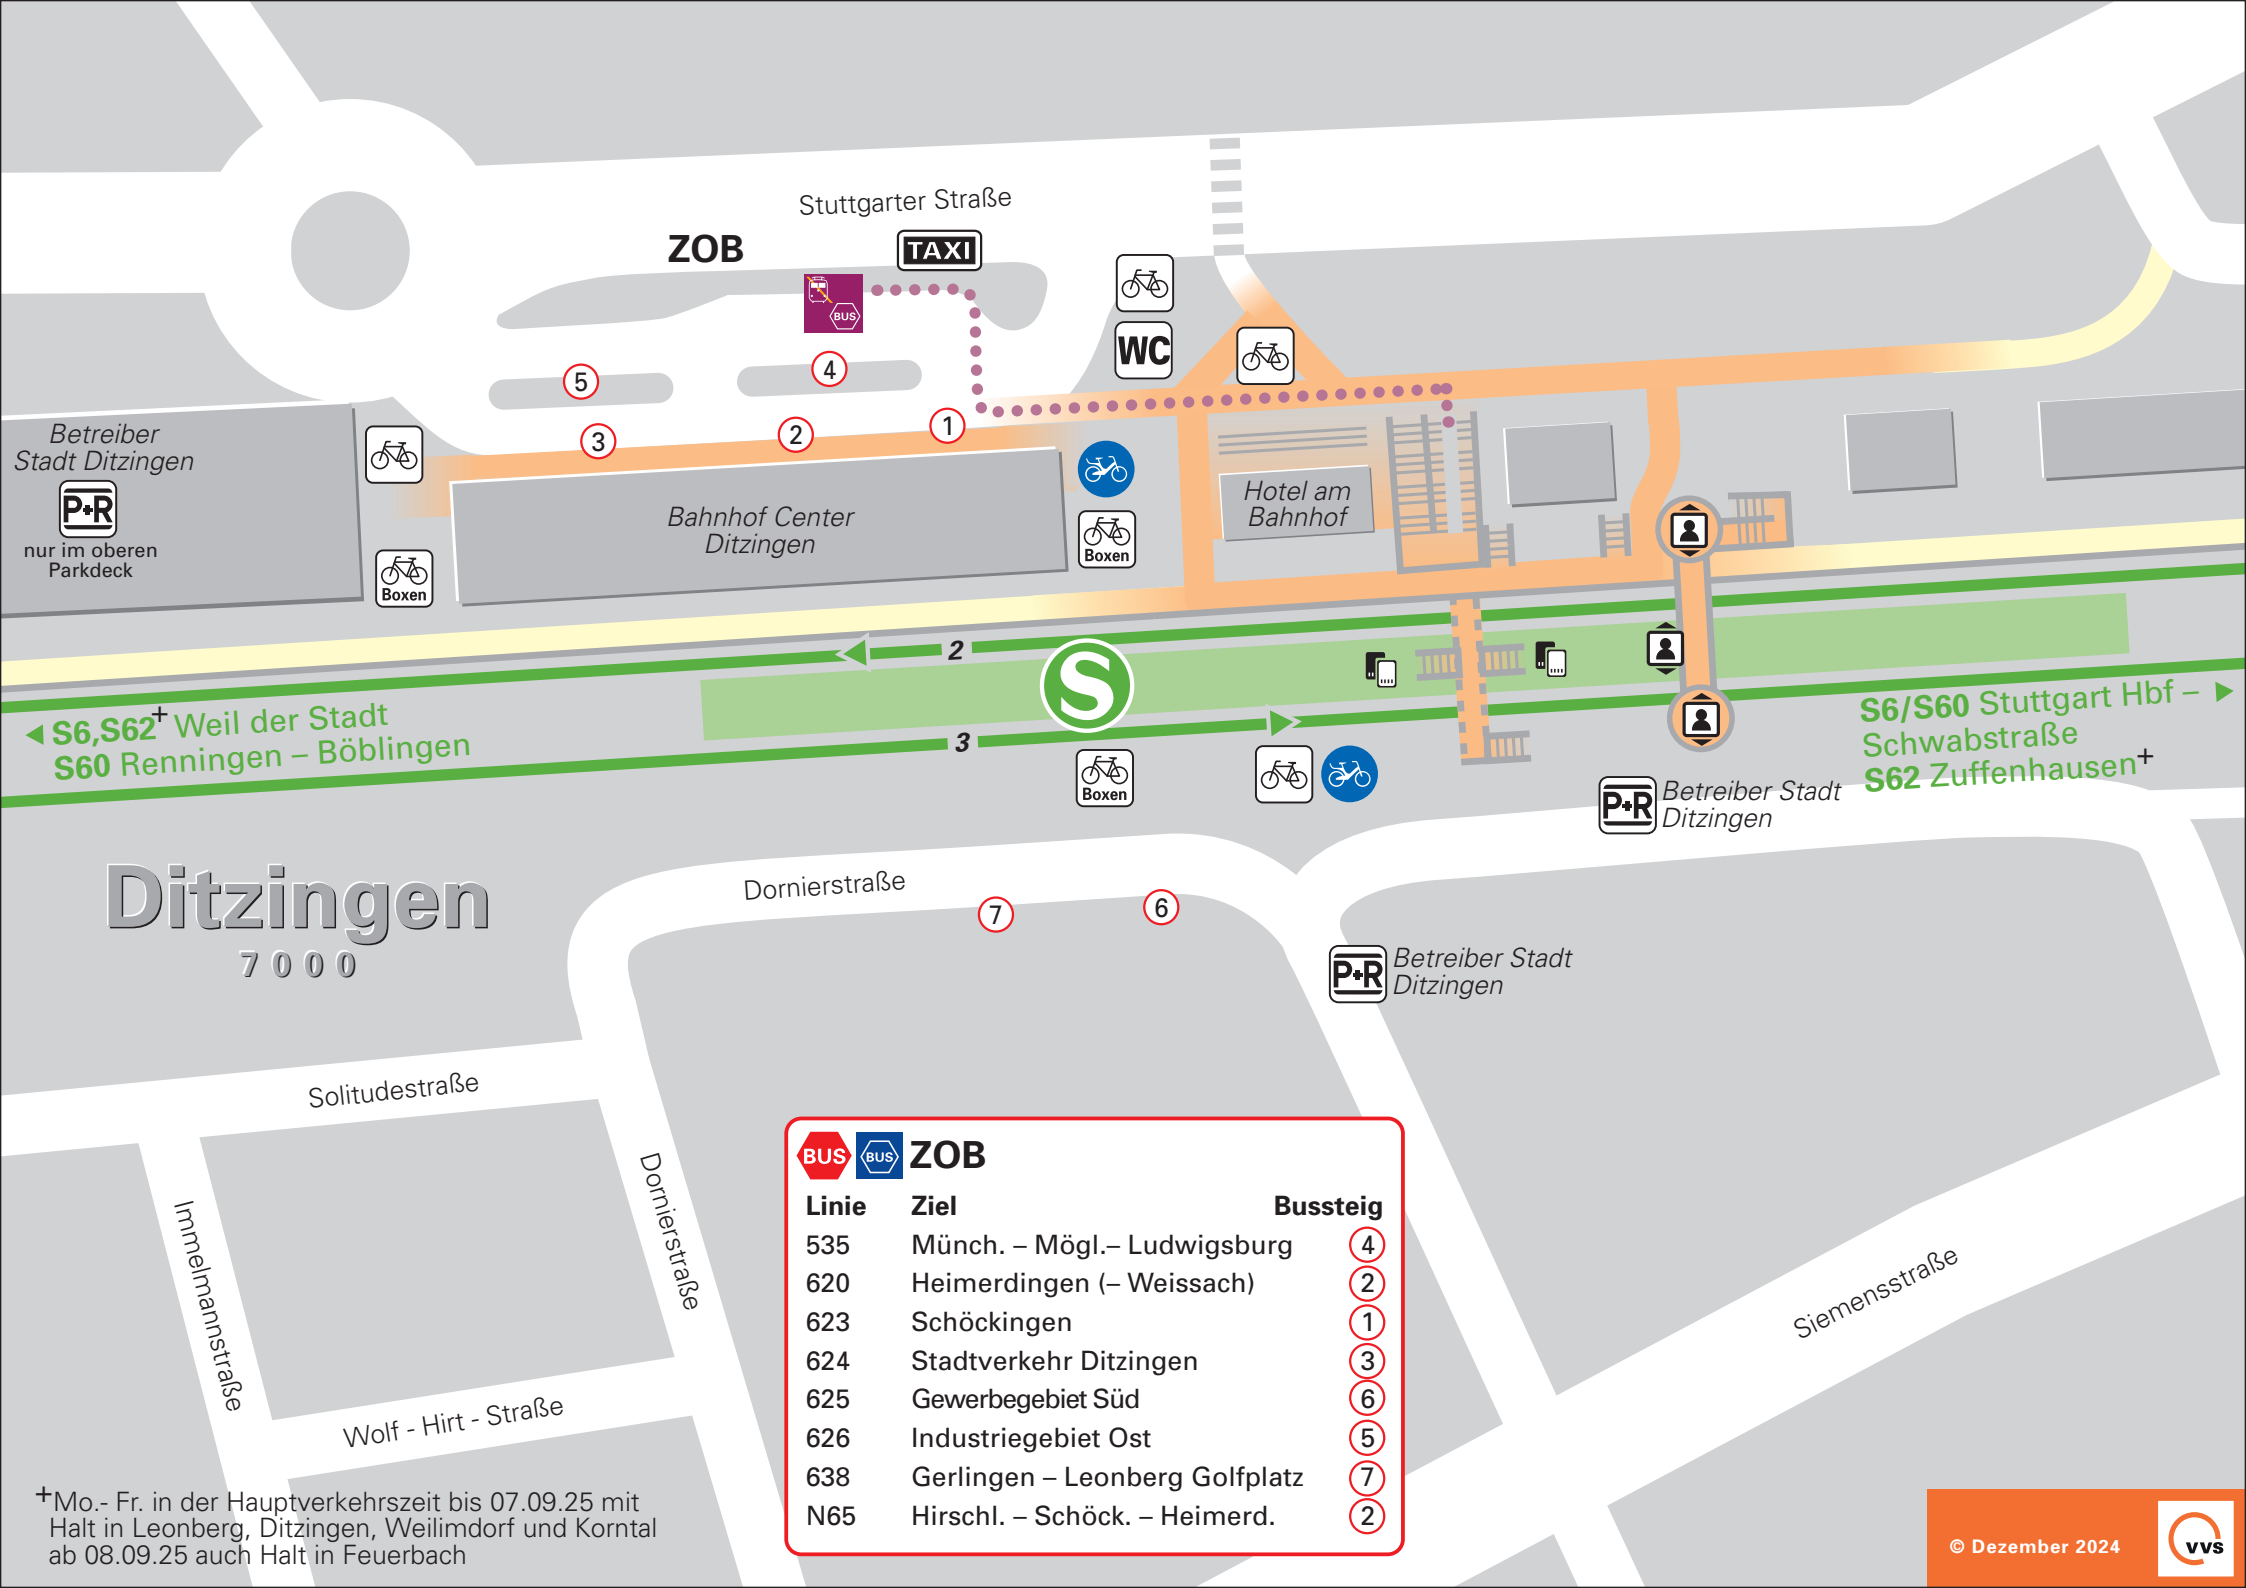 Stuttgarter Straße
ZOB
TAXI
BUS
WC
5
4
3
2
1
Betreiber
Stadt Ditzingen
P+R
nur im oberen
Parkdeck
Boxen
Bahnhof Center
Ditzingen
Boxen
Hotel am
Bahnhof
2
S
3
S6,S62+ Weil der Stadt
S60 Renningen – Böblingen
S6/S60 Stuttgart Hbf –
Schwabstraße
S62 Zuffenhausen+
Boxen
P+R
Betreiber Stadt
Ditzingen
Ditzingen
7000
Dornierstraße
7
6
P+R
Betreiber Stadt
Ditzingen
Solitudestraße
Immelmannstraße
Dornierstraße
Wolf - Hirt - Straße
Siemensstraße
BUS BUS ZOB
Linie Ziel Bussteig
535 Münch. – Mögl.– Ludwigsburg 4
620 Heimerdingen (– Weissach) 2
623 Schöckingen 1
624 Stadtverkehr Ditzingen 3
625 Gewerbegebiet Süd 6
626 Industriegebiet Ost 5
638 Gerlingen – Leonberg Golfplatz 7
N65 Hirschl. – Schöck. – Heimerd. 2
+Mo.- Fr. in der Hauptverkehrszeit bis 07.09.25 mit
Halt in Leonberg, Ditzingen, Weilimdorf und Korntal
ab 08.09.25 auch Halt in Feuerbach
© Dezember 2024
vvs